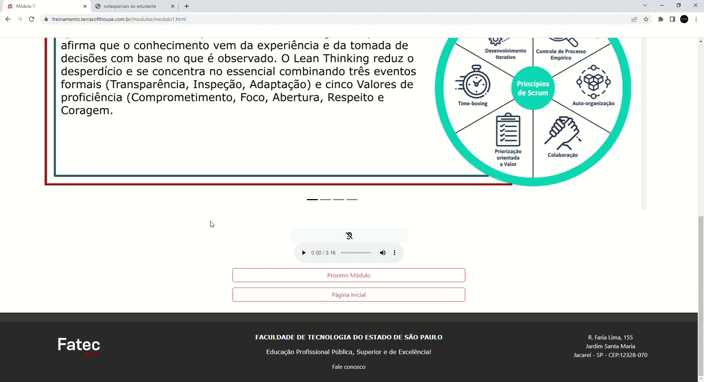 Módulo 1
notasparciais do estudante
treinamento.terrasofthouse.com.br/modulos/modulo1.html
afirma que o conhecimento vem da experiência e da tomada de
decisões com base no que é observado. O Lean Thinking reduz o
desperdício e se concentra no essencial combinando três eventos
formais (Transparência, Inspeção, Adaptação) e cinco Valores de
proficiência (Comprometimento, Foco, Abertura, Respeito e
Coragem.
Desenvolvimento
Iterativo
Controle de Processo
Empírico
Time-boxing
Princípios
de Scrum
Auto-organização
Priorização
orientada
a Valor
Colaboração
0:00 / 3:16
Proximo Módulo
Página Inicial
Fatec
FACULDADE DE TECNOLOGIA DO ESTADO DE SÃO PAULO
Educação Profissional Pública, Superior e de Excelência!
Fale conosco
R. Faria Lima, 155
Jardim Santa Maria
Jacareí - SP - CEP:12328-070